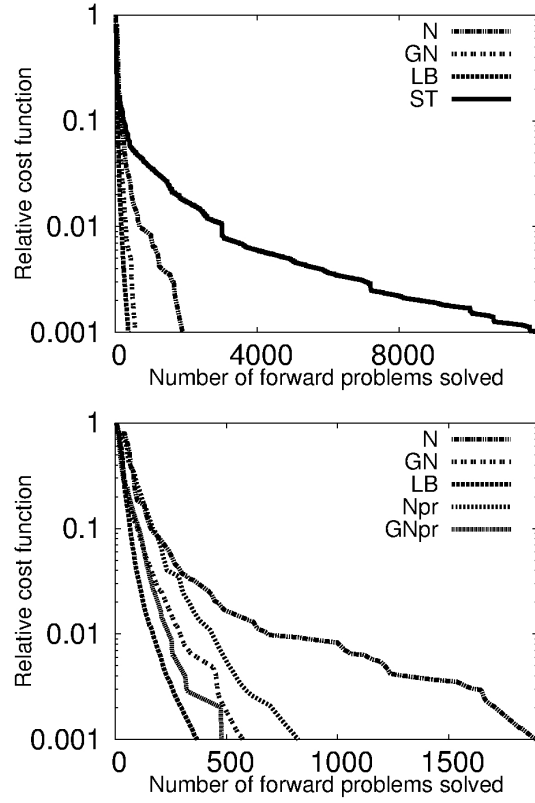 1
N
GN
LB
ST
0.1
Relative cost function
0.01
0.001
0 4000 8000
Number of forward problems solved
1
N
GN
LB
Npr
GNpr
0.1
Relative cost function
0.01
0.001
0 500 1000 1500
Number of forward problems solved